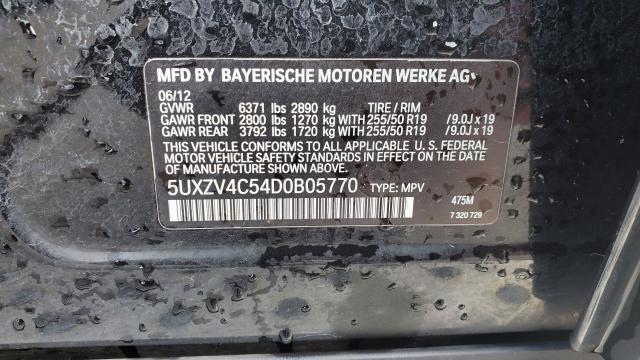 MFD BY BAYERISCHE MOTOREN WERKE AG
06/12
GVWR 6371 lbs 2890 kg TIRE / RIM
GAWR FRONT 2800 lbs 1270 kg WITH 255/50 R19 / 9.0J x 19
GAWR REAR 3792 lbs 1720 kg WITH 255/50 R19 / 9.0J x 19
THIS VEHICLE CONFORMS TO ALL APPLICABLE U. S. FEDERAL
MOTOR VEHICLE SAFETY STANDARDS IN EFFECT ON THE DATE
OF MANUFACTURE SHOWN ABOVE.
5UXZV4C54D0B05770 TYPE: MPV
475M
7 320 729